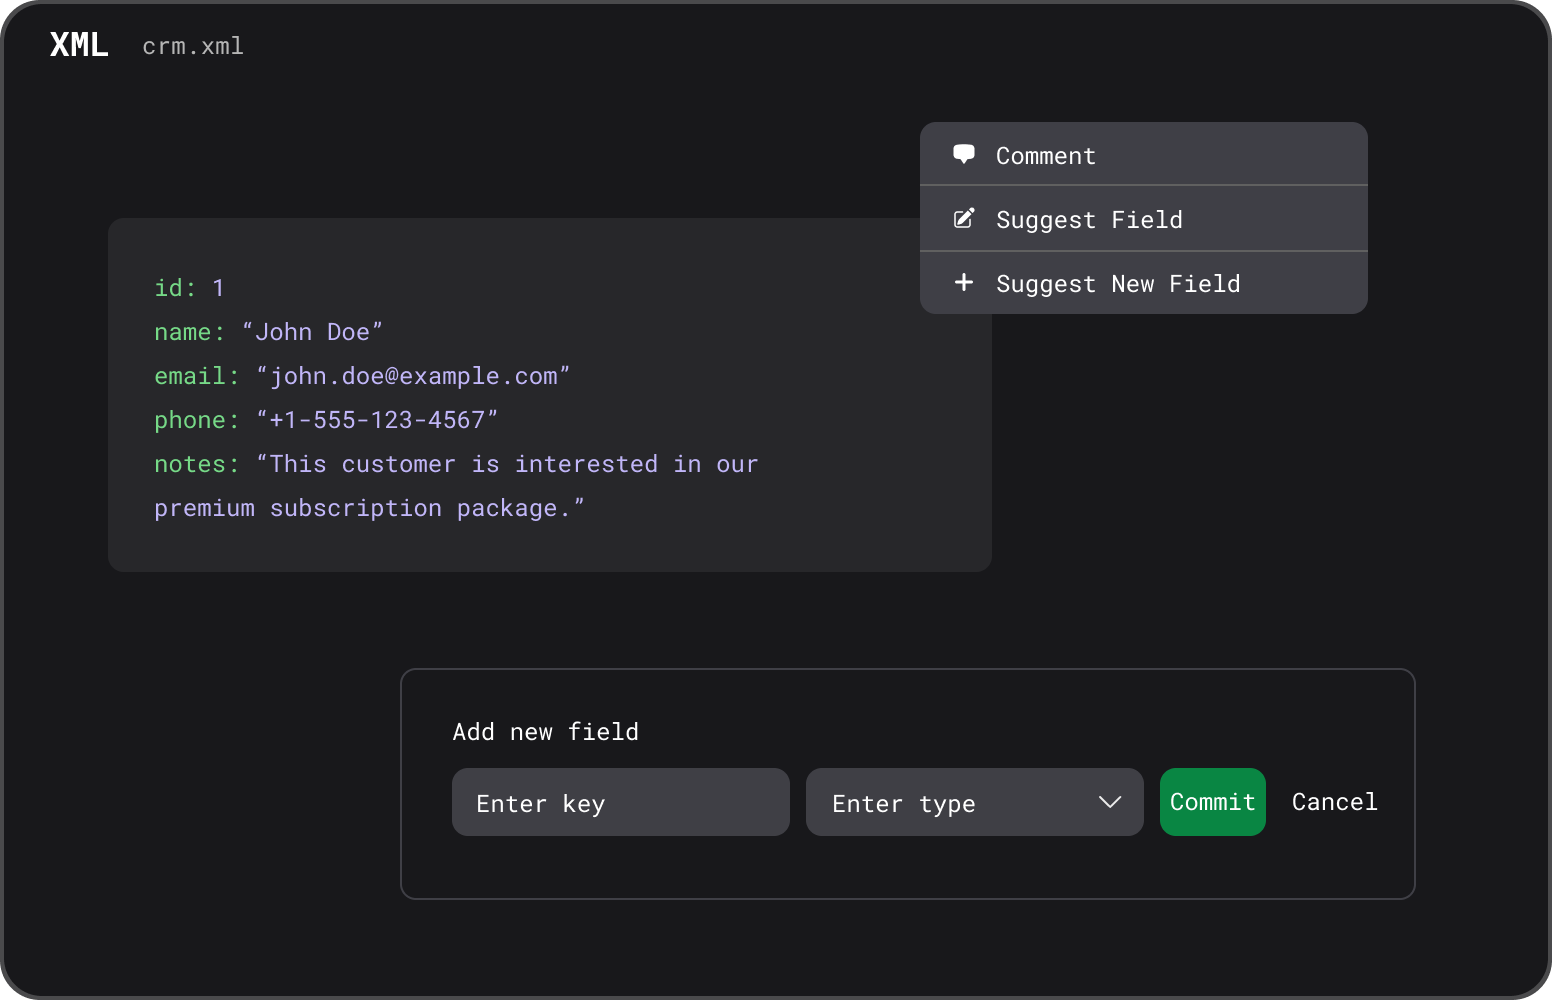 XML crm.xml
Comment
Suggest Field
Suggest New Field
id: 1
name: “John Doe”
email: “john.doe@example.com”
phone: “+1-555-123-4567”
notes: “This customer is interested in our
premium subscription package.”
Add new field
Enter key Enter type Commit Cancel